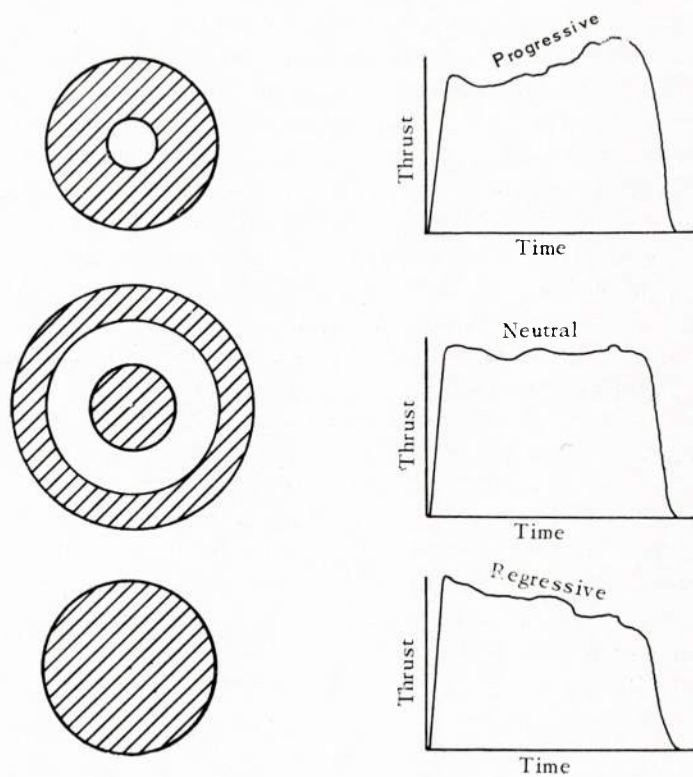 Progressive
Thrust
Time
Neutral
Thrust
Time
Regressive
Thrust
Time